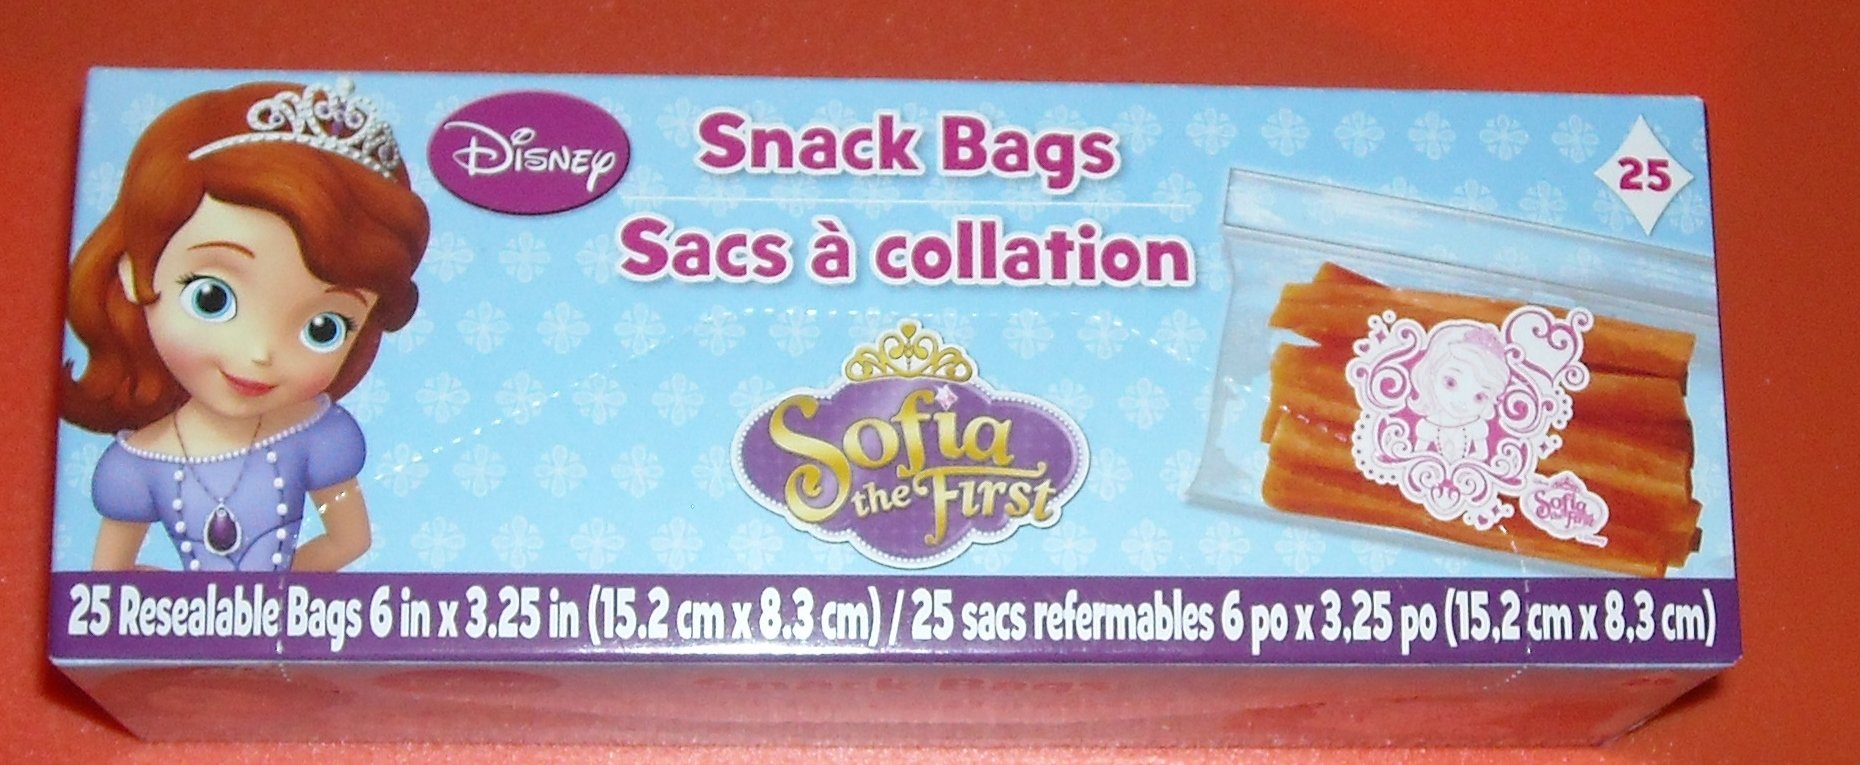 Disney
Snack Bags
Sacs à collation
25
Sofia
the First
Sofia
the First
25 Resealable Bags 6 in x 3.25 in (15.2 cm x 8.3 cm) / 25 sacs refermables 6 po x 3,25 po (15,2 cm x 8,3 cm)
Snack Bags